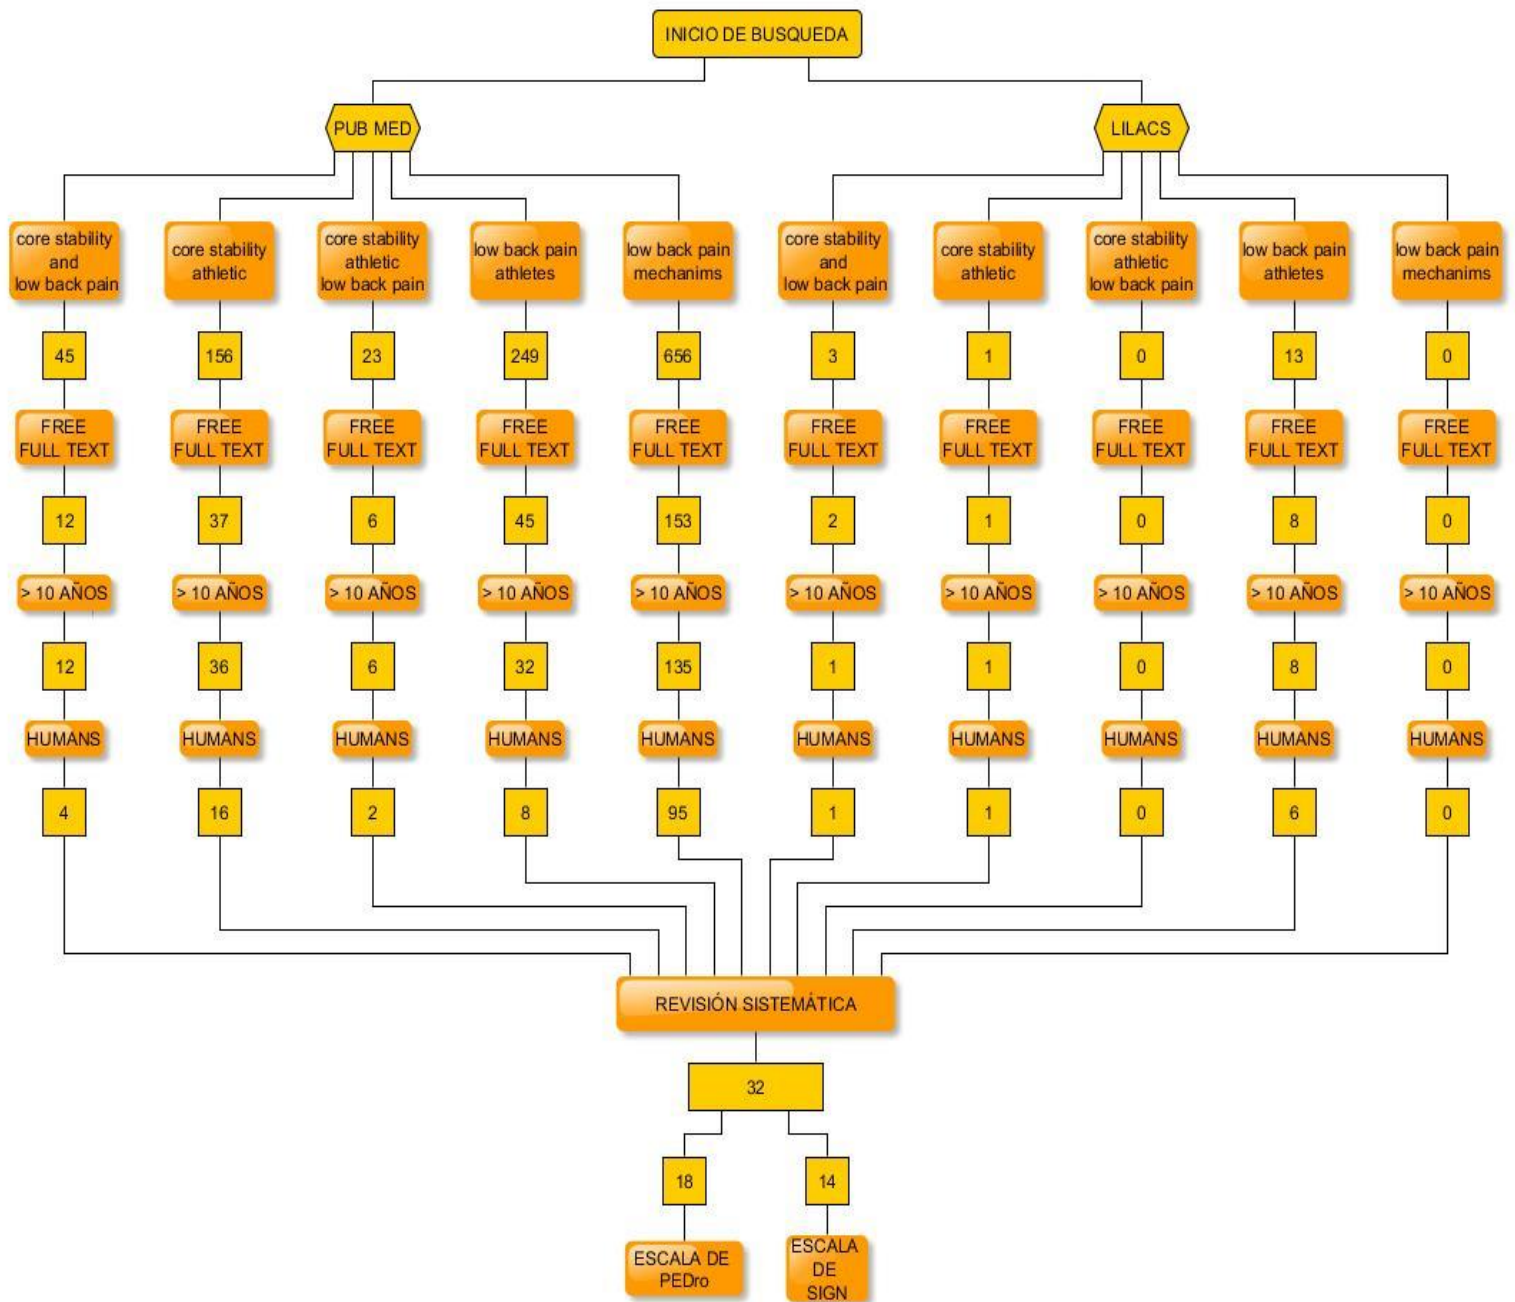 INICIO DE BUSQUEDA
PUB MED
LILACS
core stability
and
low back pain
core stability
athletic
core stability
athletic
low back pain
low back pain
athletes
low back pain
mechanims
core stability
and
low back pain
core stability
athletic
core stability
athletic
low back pain
low back pain
athletes
low back pain
mechanims
45
156
23
249
656
3
1
0
13
0
FREE
FULL TEXT
FREE
FULL TEXT
FREE
FULL TEXT
FREE
FULL TEXT
FREE
FULL TEXT
FREE
FULL TEXT
FREE
FULL TEXT
FREE
FULL TEXT
FREE
FULL TEXT
FREE
FULL TEXT
12
37
6
45
153
2
1
0
8
0
> 10 AÑOS
> 10 AÑOS
> 10 AÑOS
> 10 AÑOS
> 10 AÑOS
> 10 AÑOS
> 10 AÑOS
> 10 AÑOS
> 10 AÑOS
> 10 AÑOS
12
36
6
32
135
1
1
0
8
0
HUMANS
HUMANS
HUMANS
HUMANS
HUMANS
HUMANS
HUMANS
HUMANS
HUMANS
HUMANS
4
16
2
8
95
1
1
0
6
0
REVISIÓN SISTEMÁTICA
32
18
14
ESCALA DE
PEDro
ESCALA
DE
SIGN